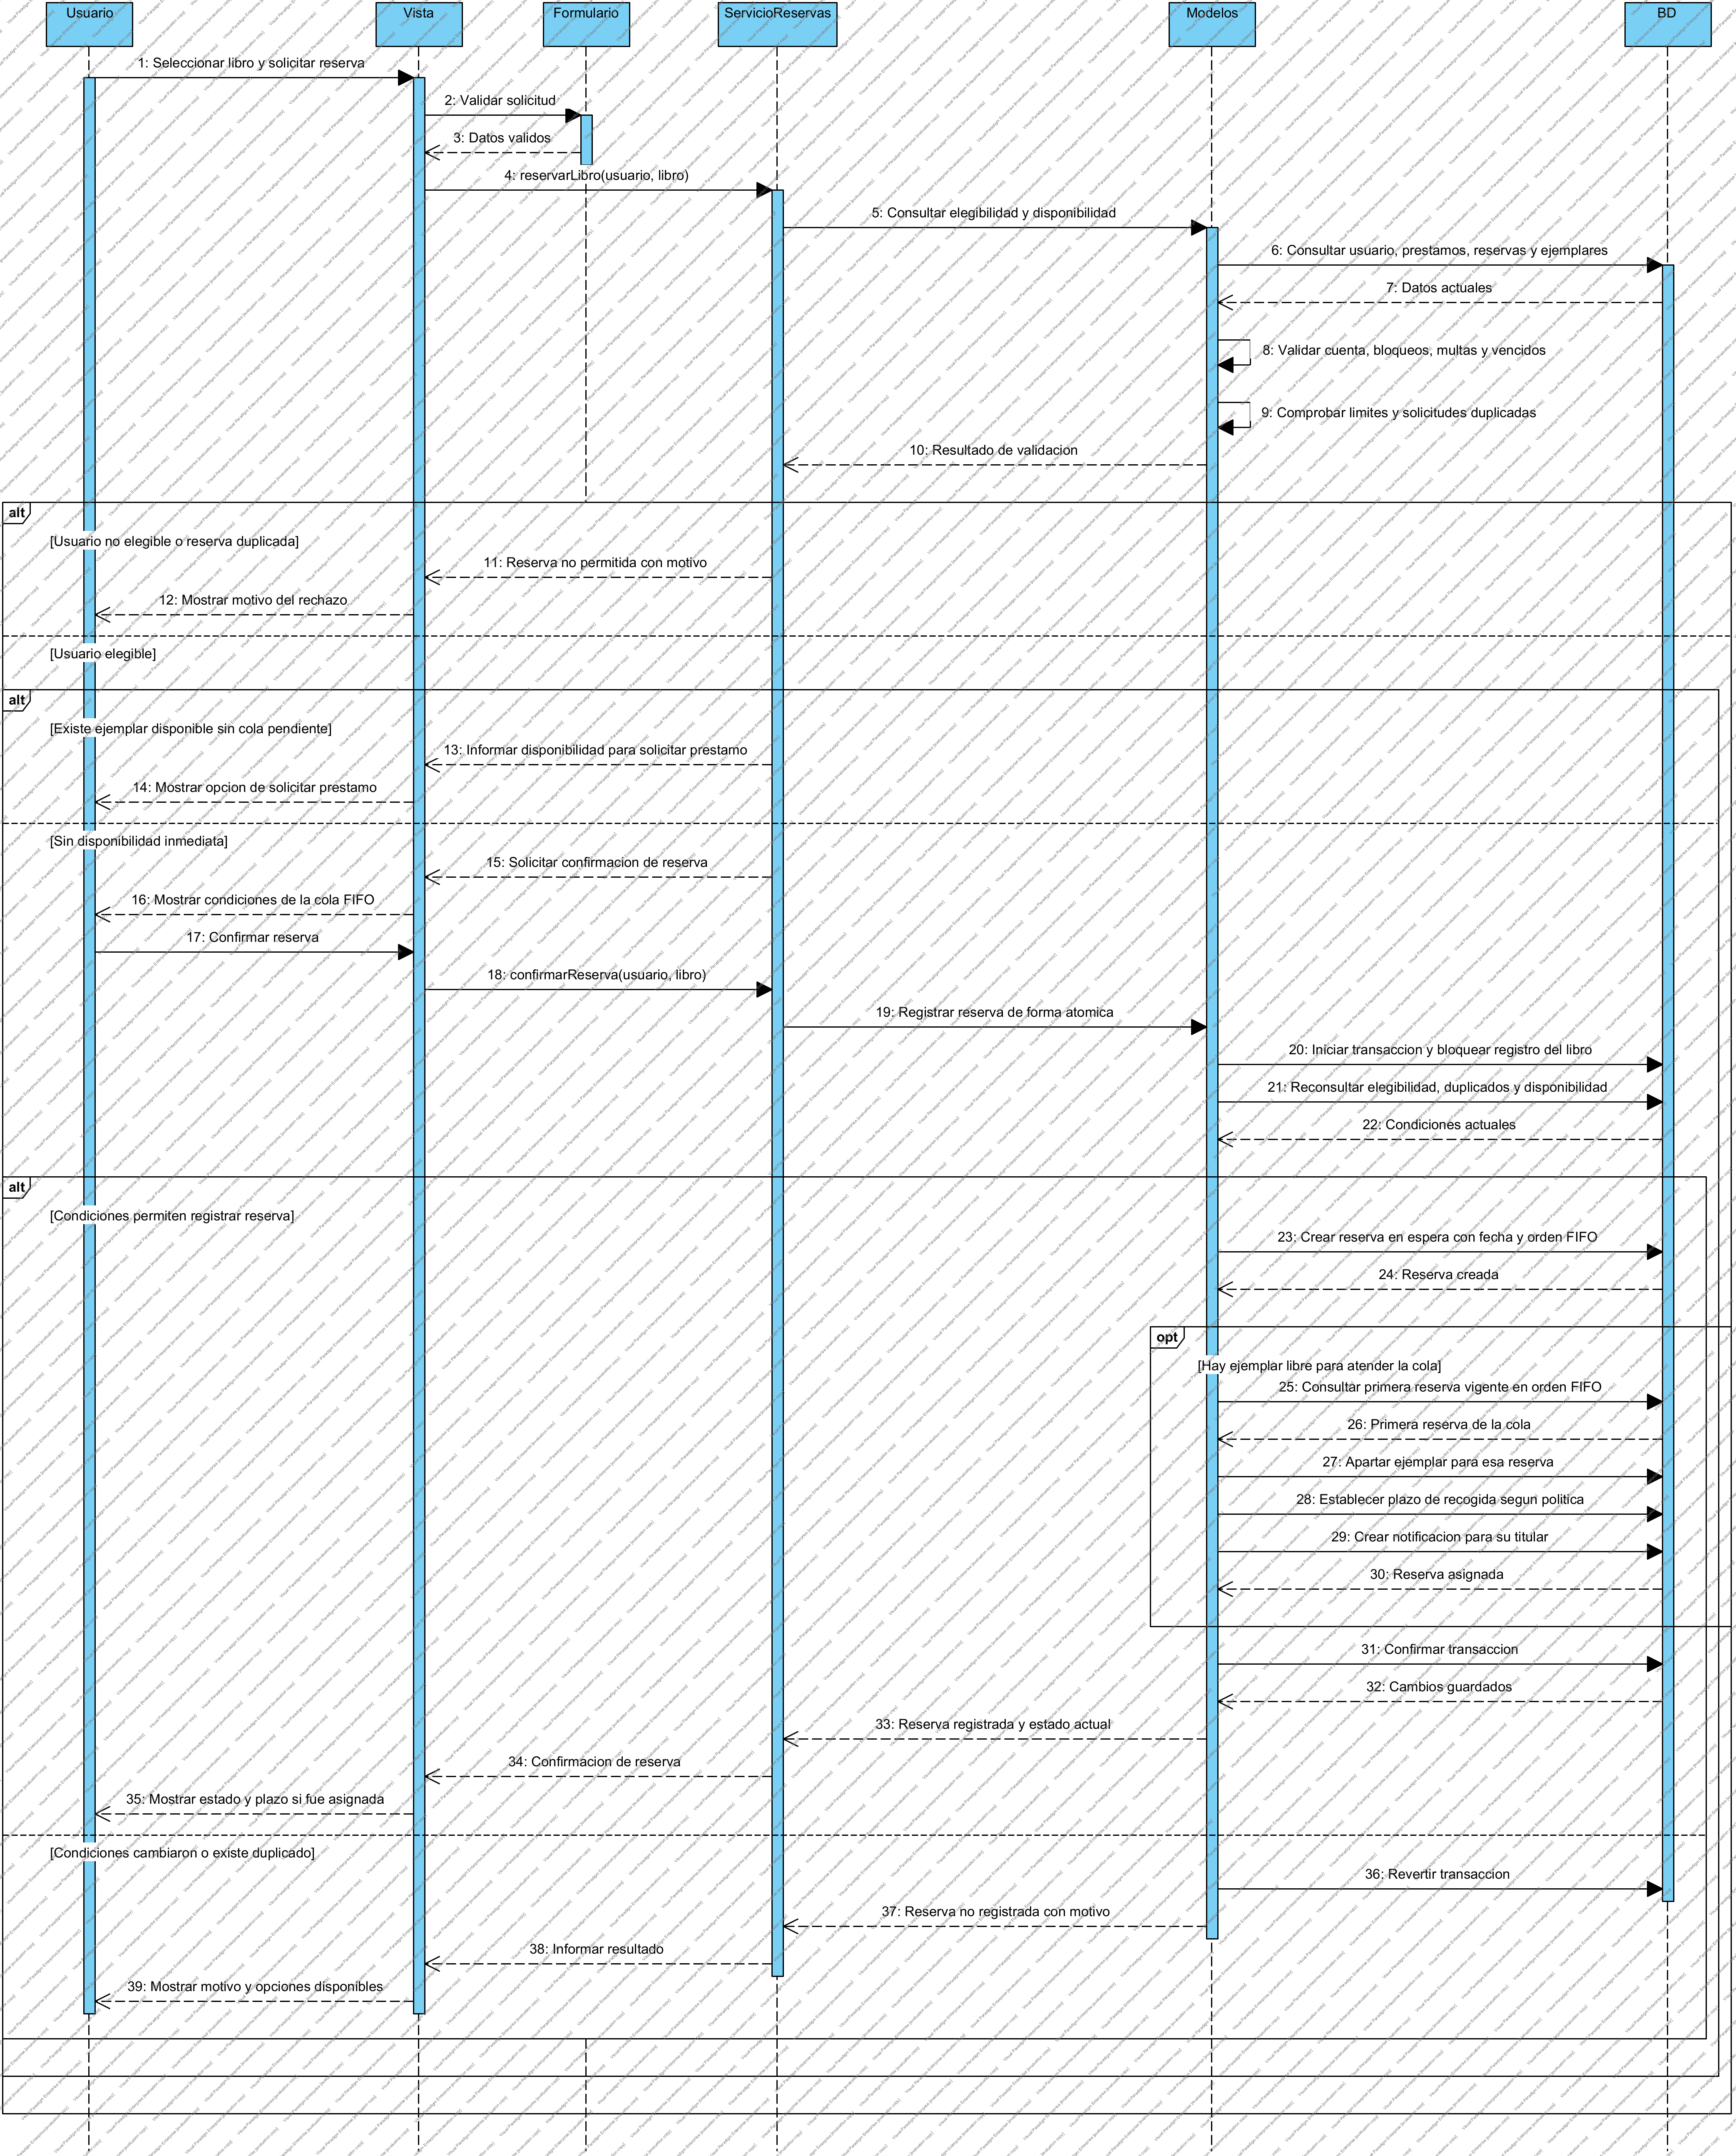 Usuario
Vista
Formulario
ServicioReservas
Modelos
BD
1: Seleccionar libro y solicitar reserva
2: Validar solicitud
3: Datos validos
4: reservarLibro(usuario, libro)
5: Consultar elegibilidad y disponibilidad
6: Consultar usuario, prestamos, reservas y ejemplares
7: Datos actuales
8: Validar cuenta, bloqueos, multas y vencidos
9: Comprobar limites y solicitudes duplicadas
10: Resultado de validacion
alt
[Usuario no elegible o reserva duplicada]
11: Reserva no permitida con motivo
12: Mostrar motivo del rechazo
[Usuario elegible]
alt
[Existe ejemplar disponible sin cola pendiente]
13: Informar disponibilidad para solicitar prestamo
14: Mostrar opcion de solicitar prestamo
[Sin disponibilidad inmediata]
15: Solicitar confirmacion de reserva
16: Mostrar condiciones de la cola FIFO
17: Confirmar reserva
18: confirmarReserva(usuario, libro)
19: Registrar reserva de forma atomica
20: Iniciar transaccion y bloquear registro del libro
21: Reconsultar elegibilidad, duplicados y disponibilidad
22: Condiciones actuales
alt
[Condiciones permiten registrar reserva]
23: Crear reserva en espera con fecha y orden FIFO
24: Reserva creada
opt
[Hay ejemplar libre para atender la cola]
25: Consultar primera reserva vigente en orden FIFO
26: Primera reserva de la cola
27: Apartar ejemplar para esa reserva
28: Establecer plazo de recogida segun politica
29: Crear notificacion para su titular
30: Reserva asignada
31: Confirmar transaccion
32: Cambios guardados
33: Reserva registrada y estado actual
34: Confirmacion de reserva
35: Mostrar estado y plazo si fue asignada
[Condiciones cambiaron o existe duplicado]
36: Revertir transaccion
37: Reserva no registrada con motivo
38: Informar resultado
39: Mostrar motivo y opciones disponibles